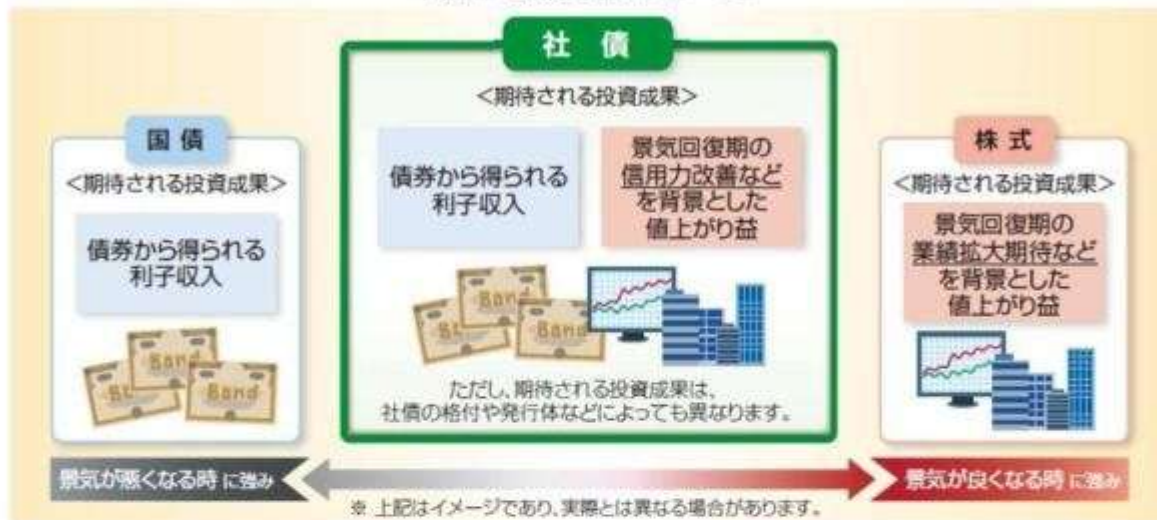 社債
<期待される投資成果>
債券から得られる
利子収入
景気回復期の
信用力改善など
を背景とした
値上がり益
Bond
Bond
ただし、期待される投資成果は、
社債の格付や発行体などによっても異なります。
国債
<期待される投資成果>
債券から得られる
利子収入
Bond
Bond
株式
<期待される投資成果>
景気回復期の
業績拡大期待など
を背景とした
値上がり益
景気が悪くなる時に強み
景気が良くなる時に強み
※ 上記はイメージであり、実際とは異なる場合があります。